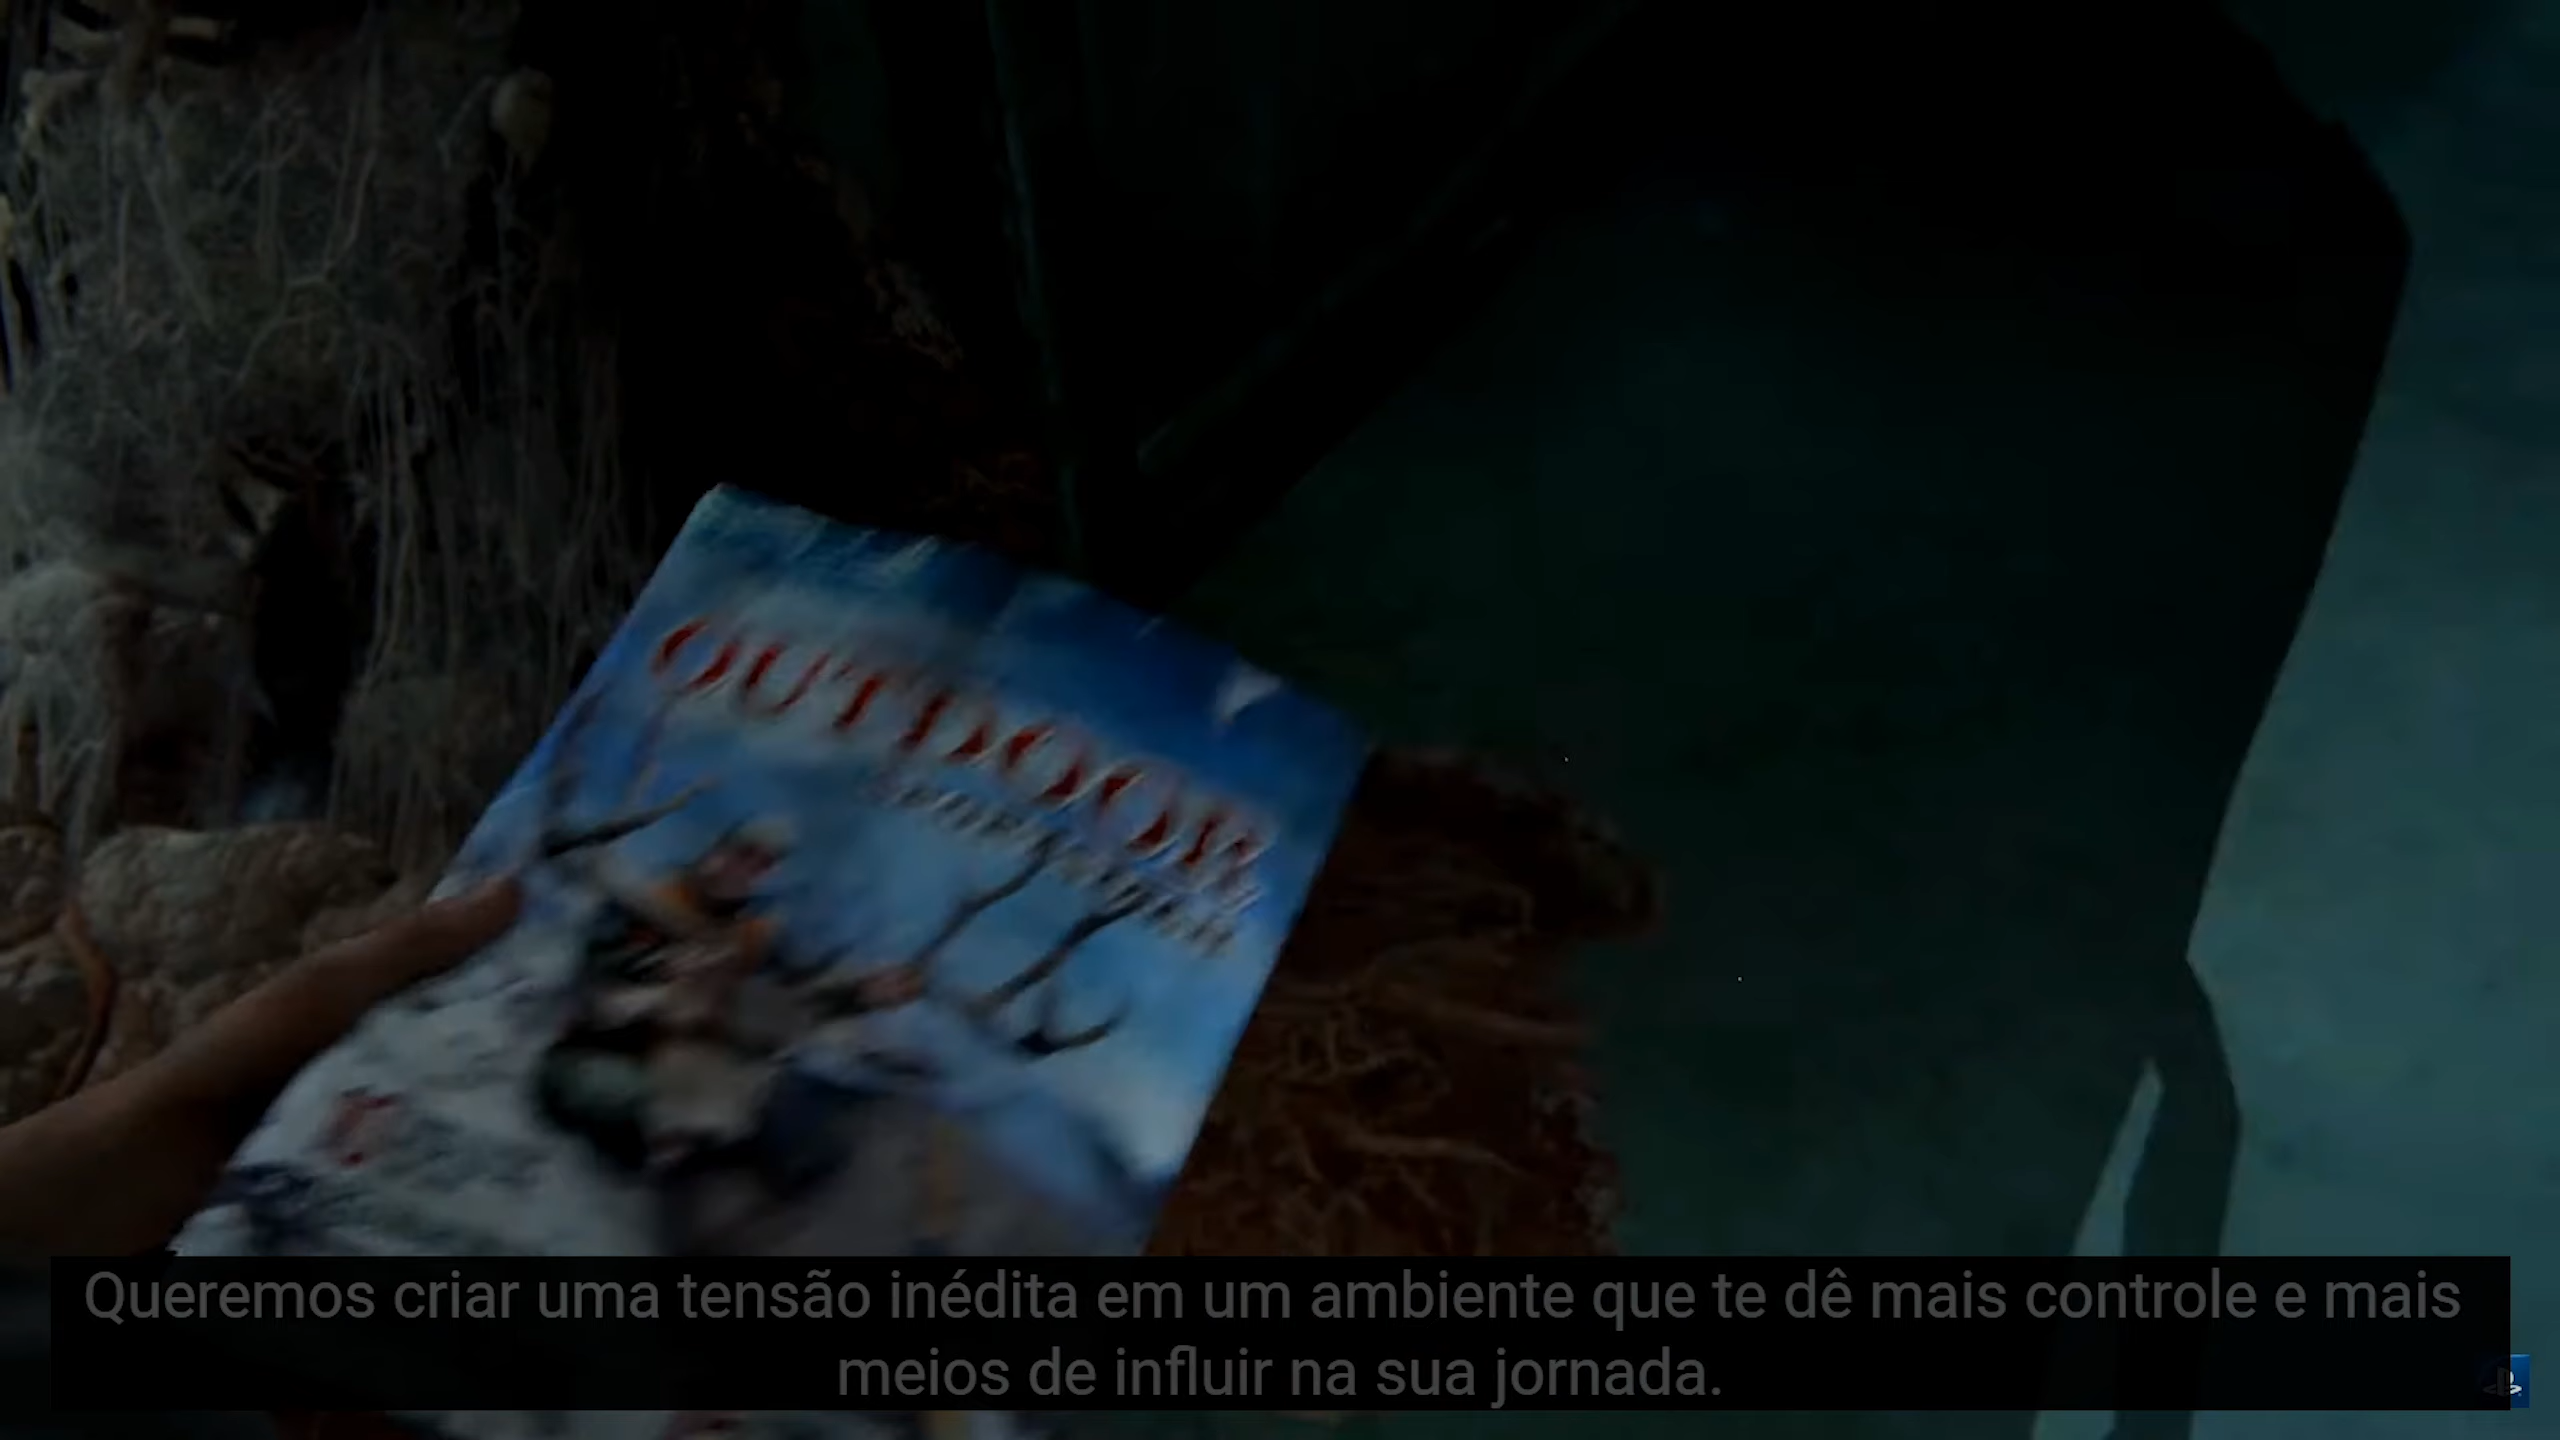 OUTDOOR
Queremos criar uma tensão inédita em um ambiente que te dê mais controle e mais
meios de influir na sua jornada.